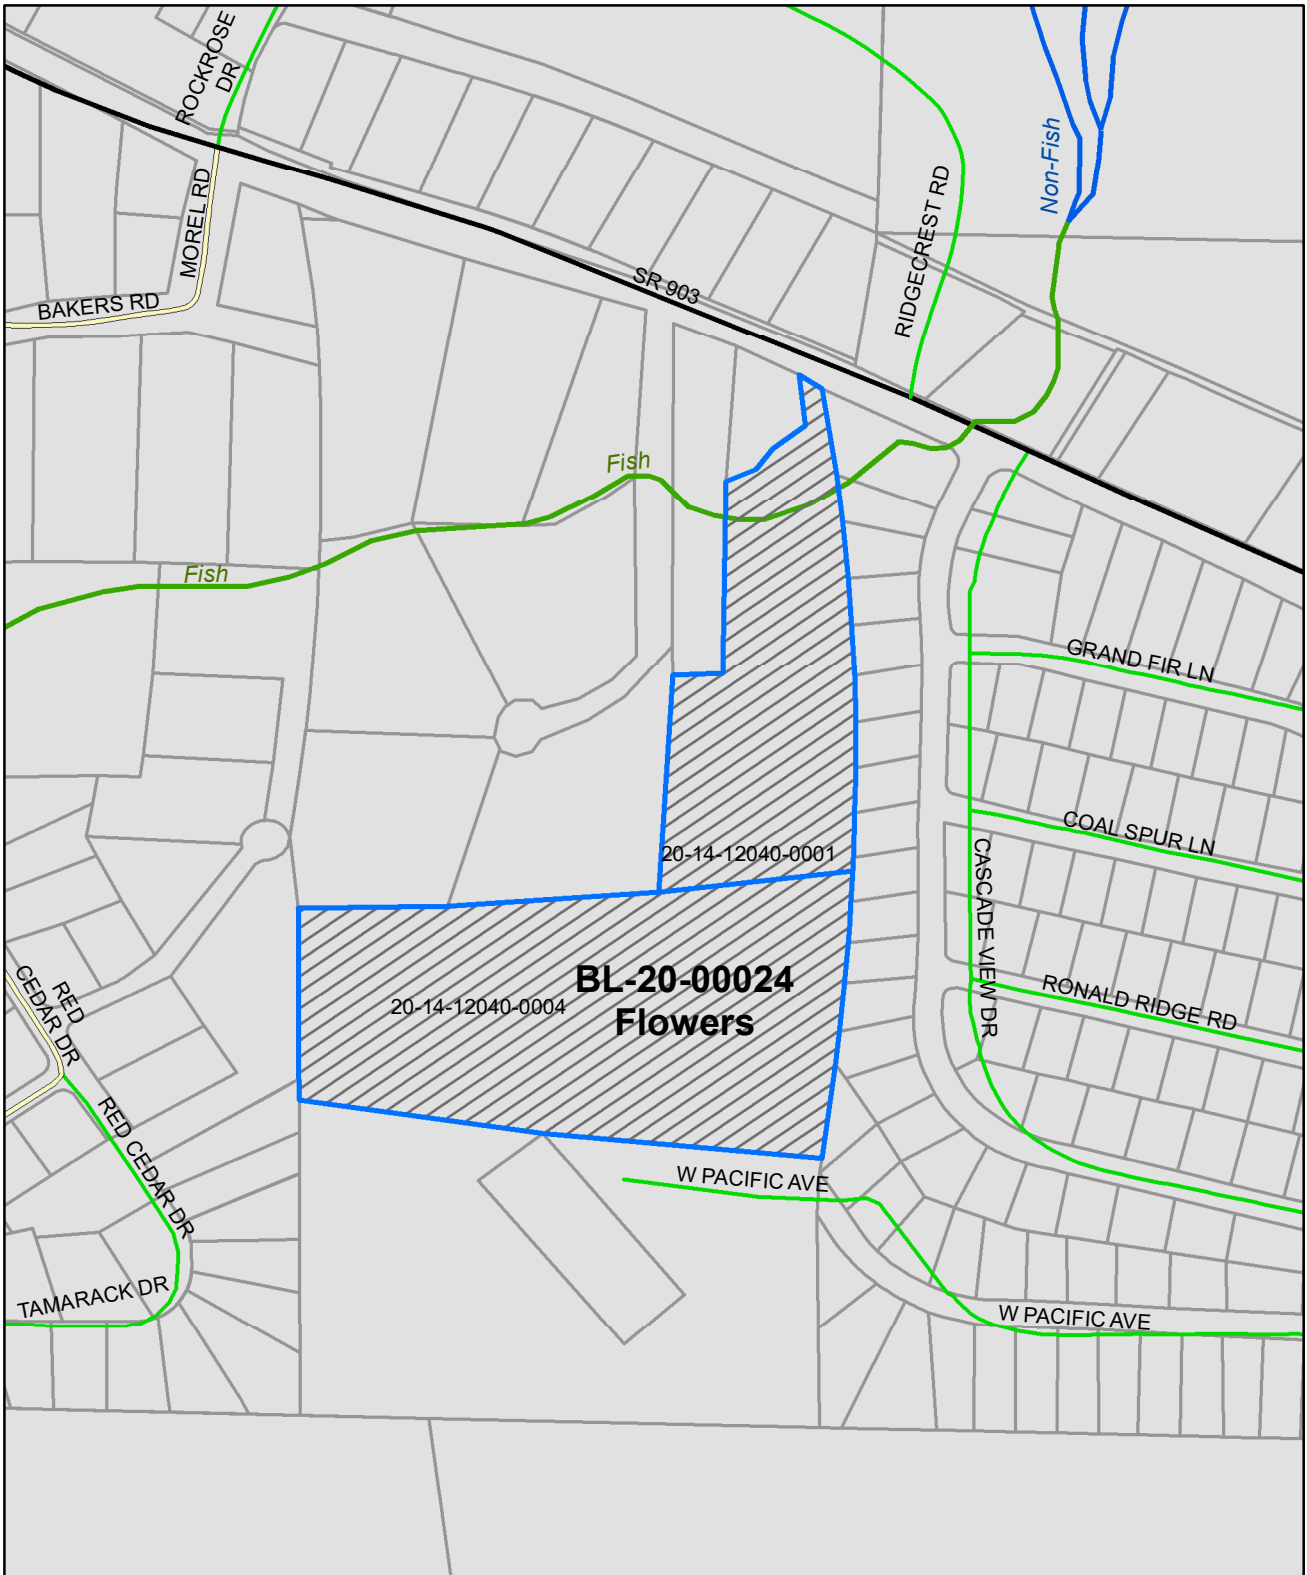 ROCKROSE
DR
Non-Fish
MOREL RD
RIDGECREST RD
BAKERS RD
SR 903
Fish
Fish
GRAND FIR LN
COAL SPUR LN
20-14-12040-0001
CASCADE VIEW DR
BL-20-00024
20-14-12040-0004
Flowers
RED
CEDAR DR
RONALD RIDGE RD
RED CEDAR DR
W PACIFIC AVE
TAMARACK DR
W PACIFIC AVE